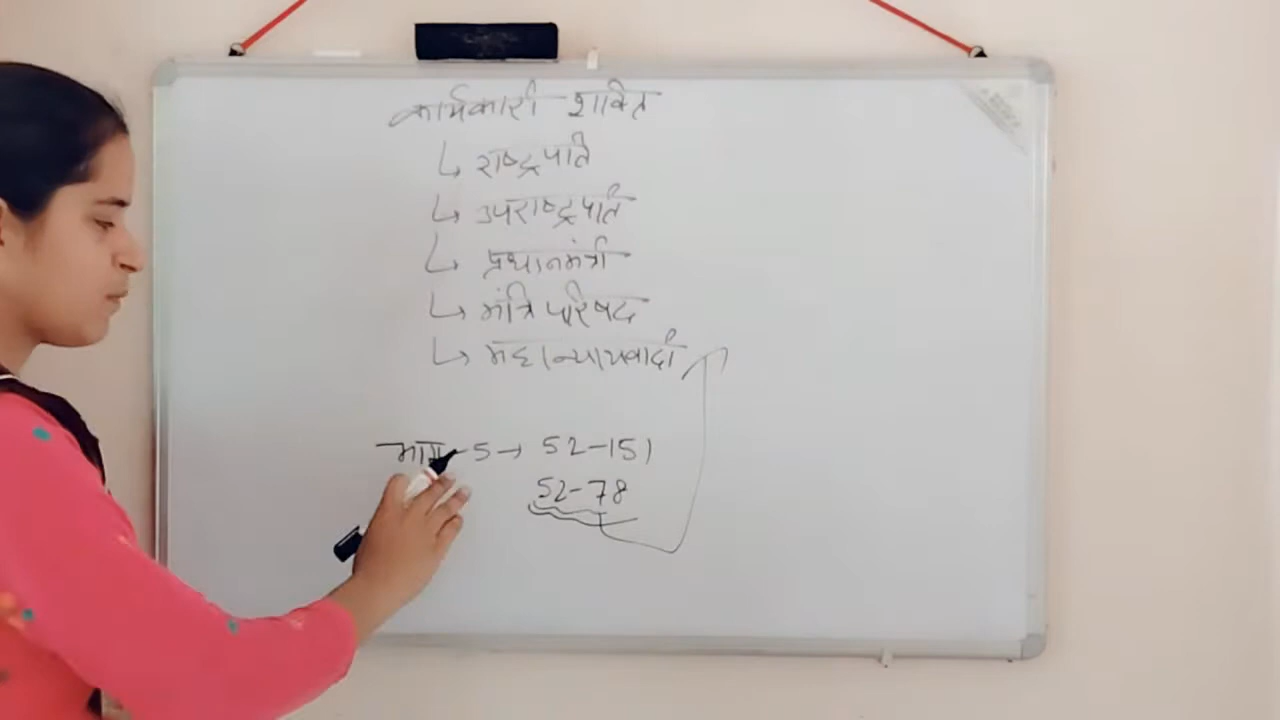 कार्यकारी शक्ति
↳ राष्ट्रपति
↳ उपराष्ट्रपति
↳ प्रधानमंत्री
↳ मंत्रिपरिषद
↳ महान्यायवादी
भाग-5→ 52-151
52-78